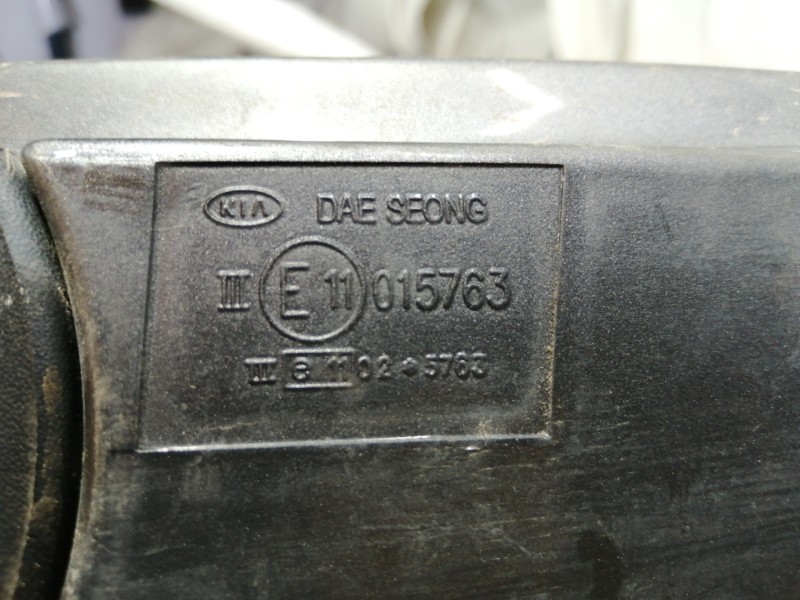 KIA DAE SEONG
III E 11 015763
III e 11 02*5763